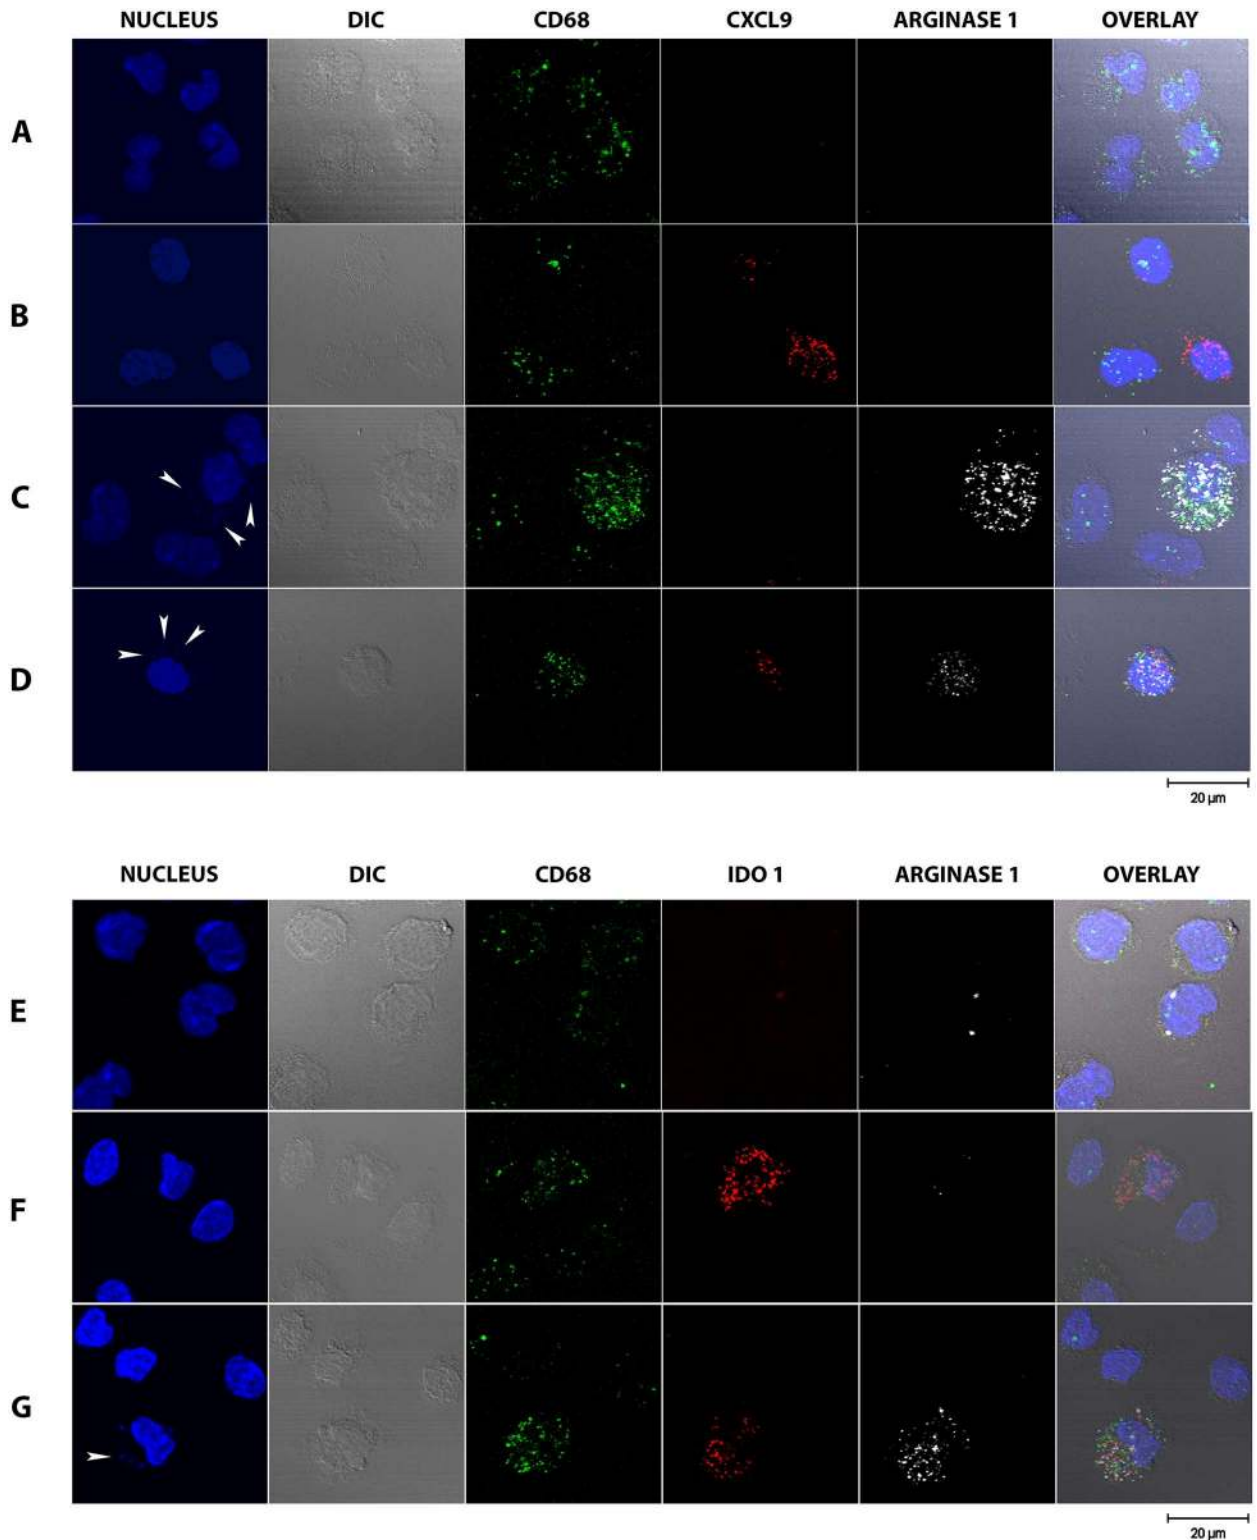 NUCLEUS DIC CD68 CXCL9 ARGINASE 1 OVERLAY
A
B
C
D
20 µm
NUCLEUS DIC CD68 IDO 1 ARGINASE 1 OVERLAY
E
F
G
20 µm